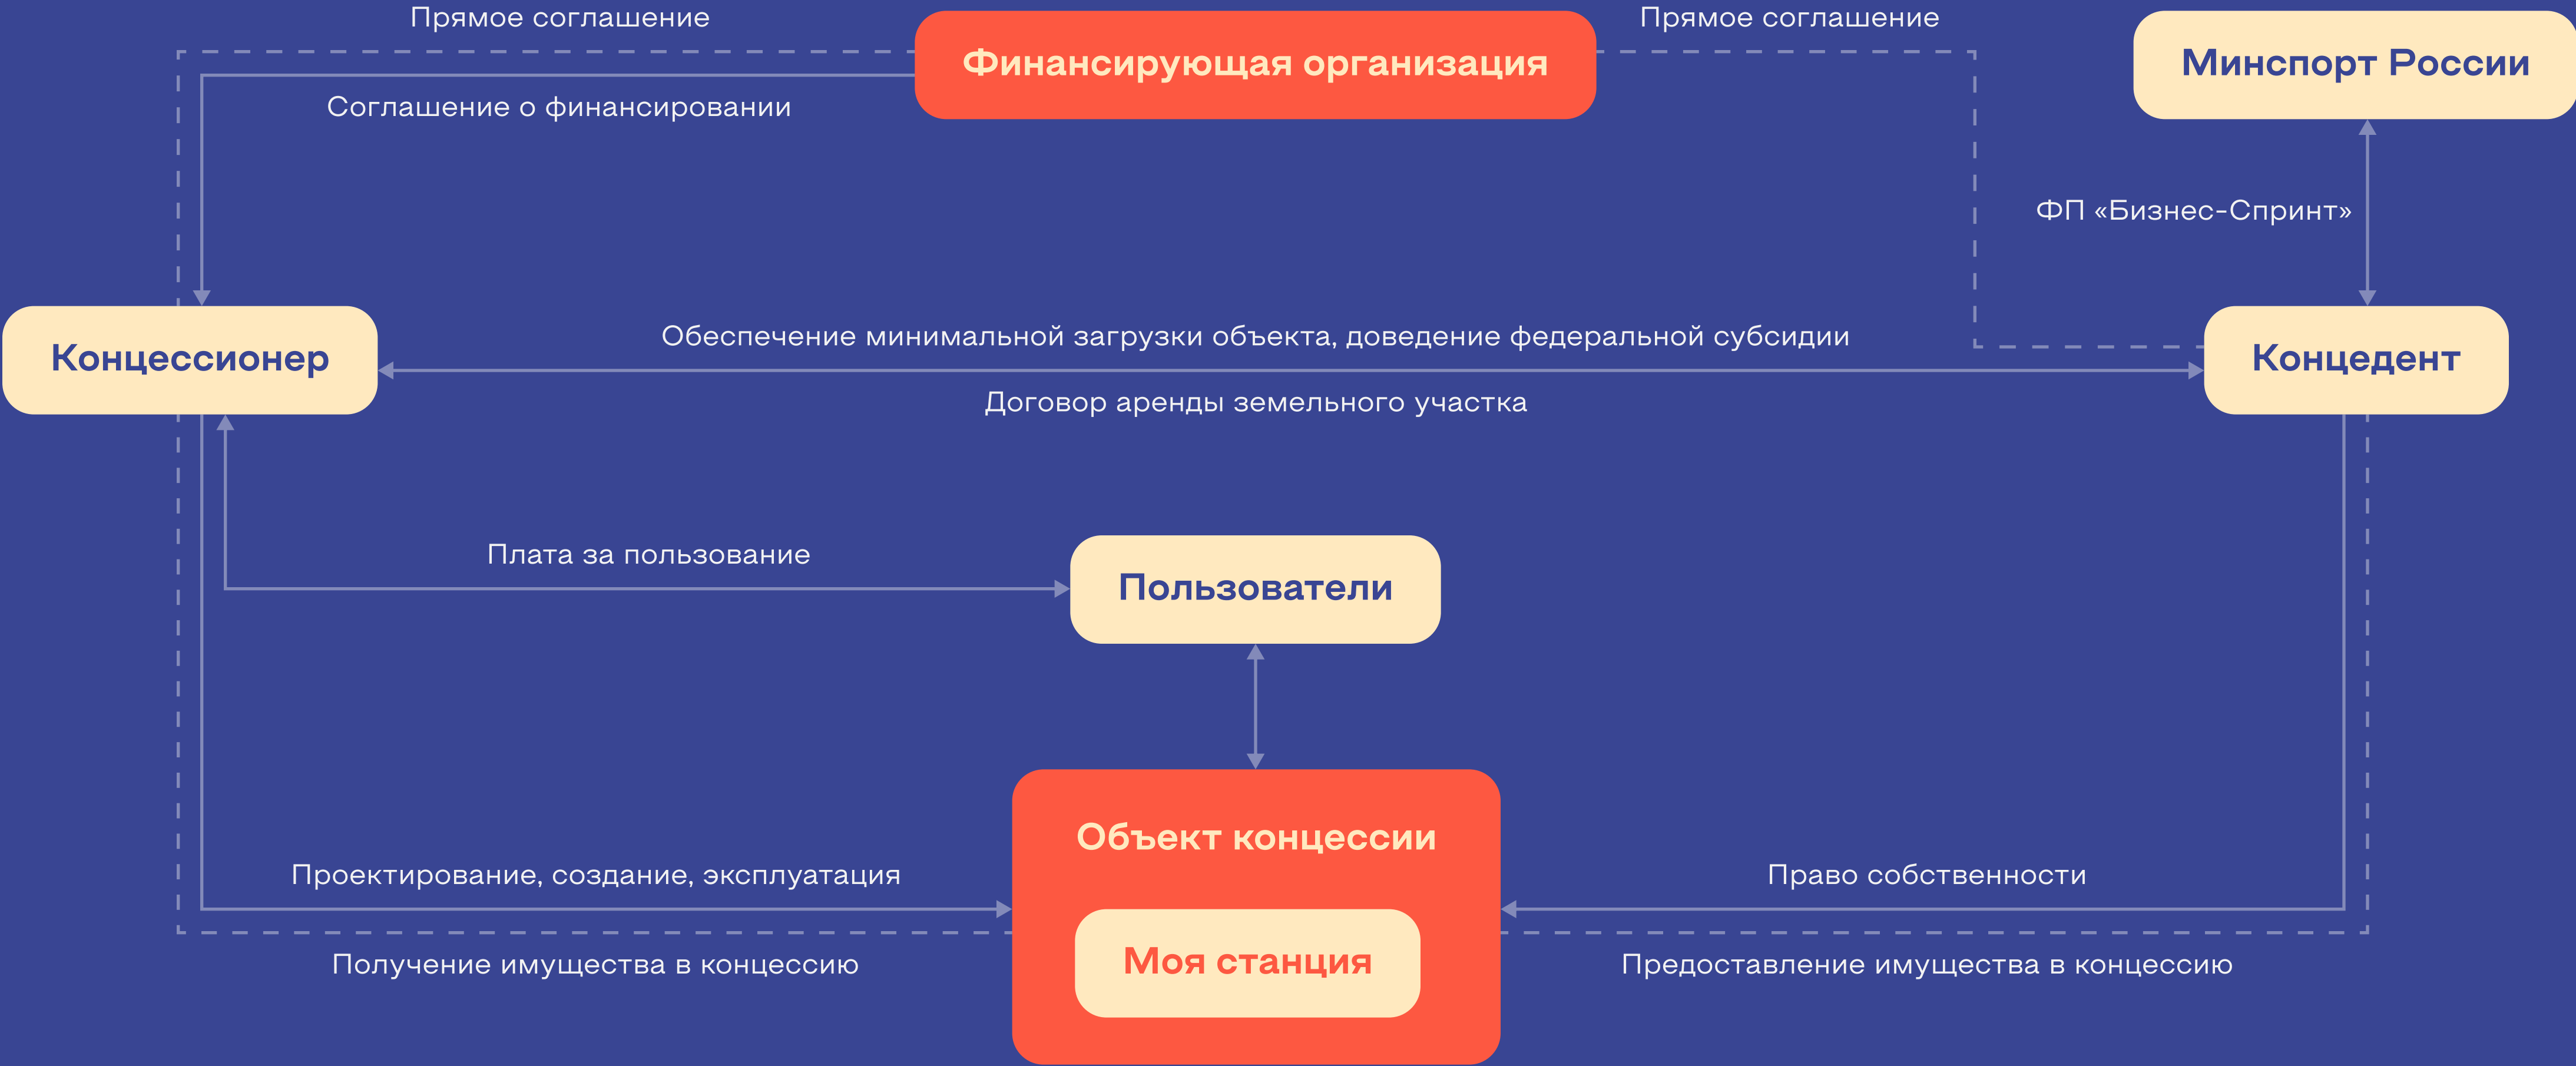 Прямое соглашение
Прямое соглашение
Финансирующая организация
Минспорт России
Соглашение о финансировании
ФП «Бизнес-Спринт»
Концессионер
Обеспечение минимальной загрузки объекта, доведение федеральной субсидии
Концедент
Договор аренды земельного участка
Плата за пользование
Пользователи
Объект концессии
Проектирование, создание, эксплуатация
Право собственности
Моя станция
Получение имущества в концессию
Предоставление имущества в концессию